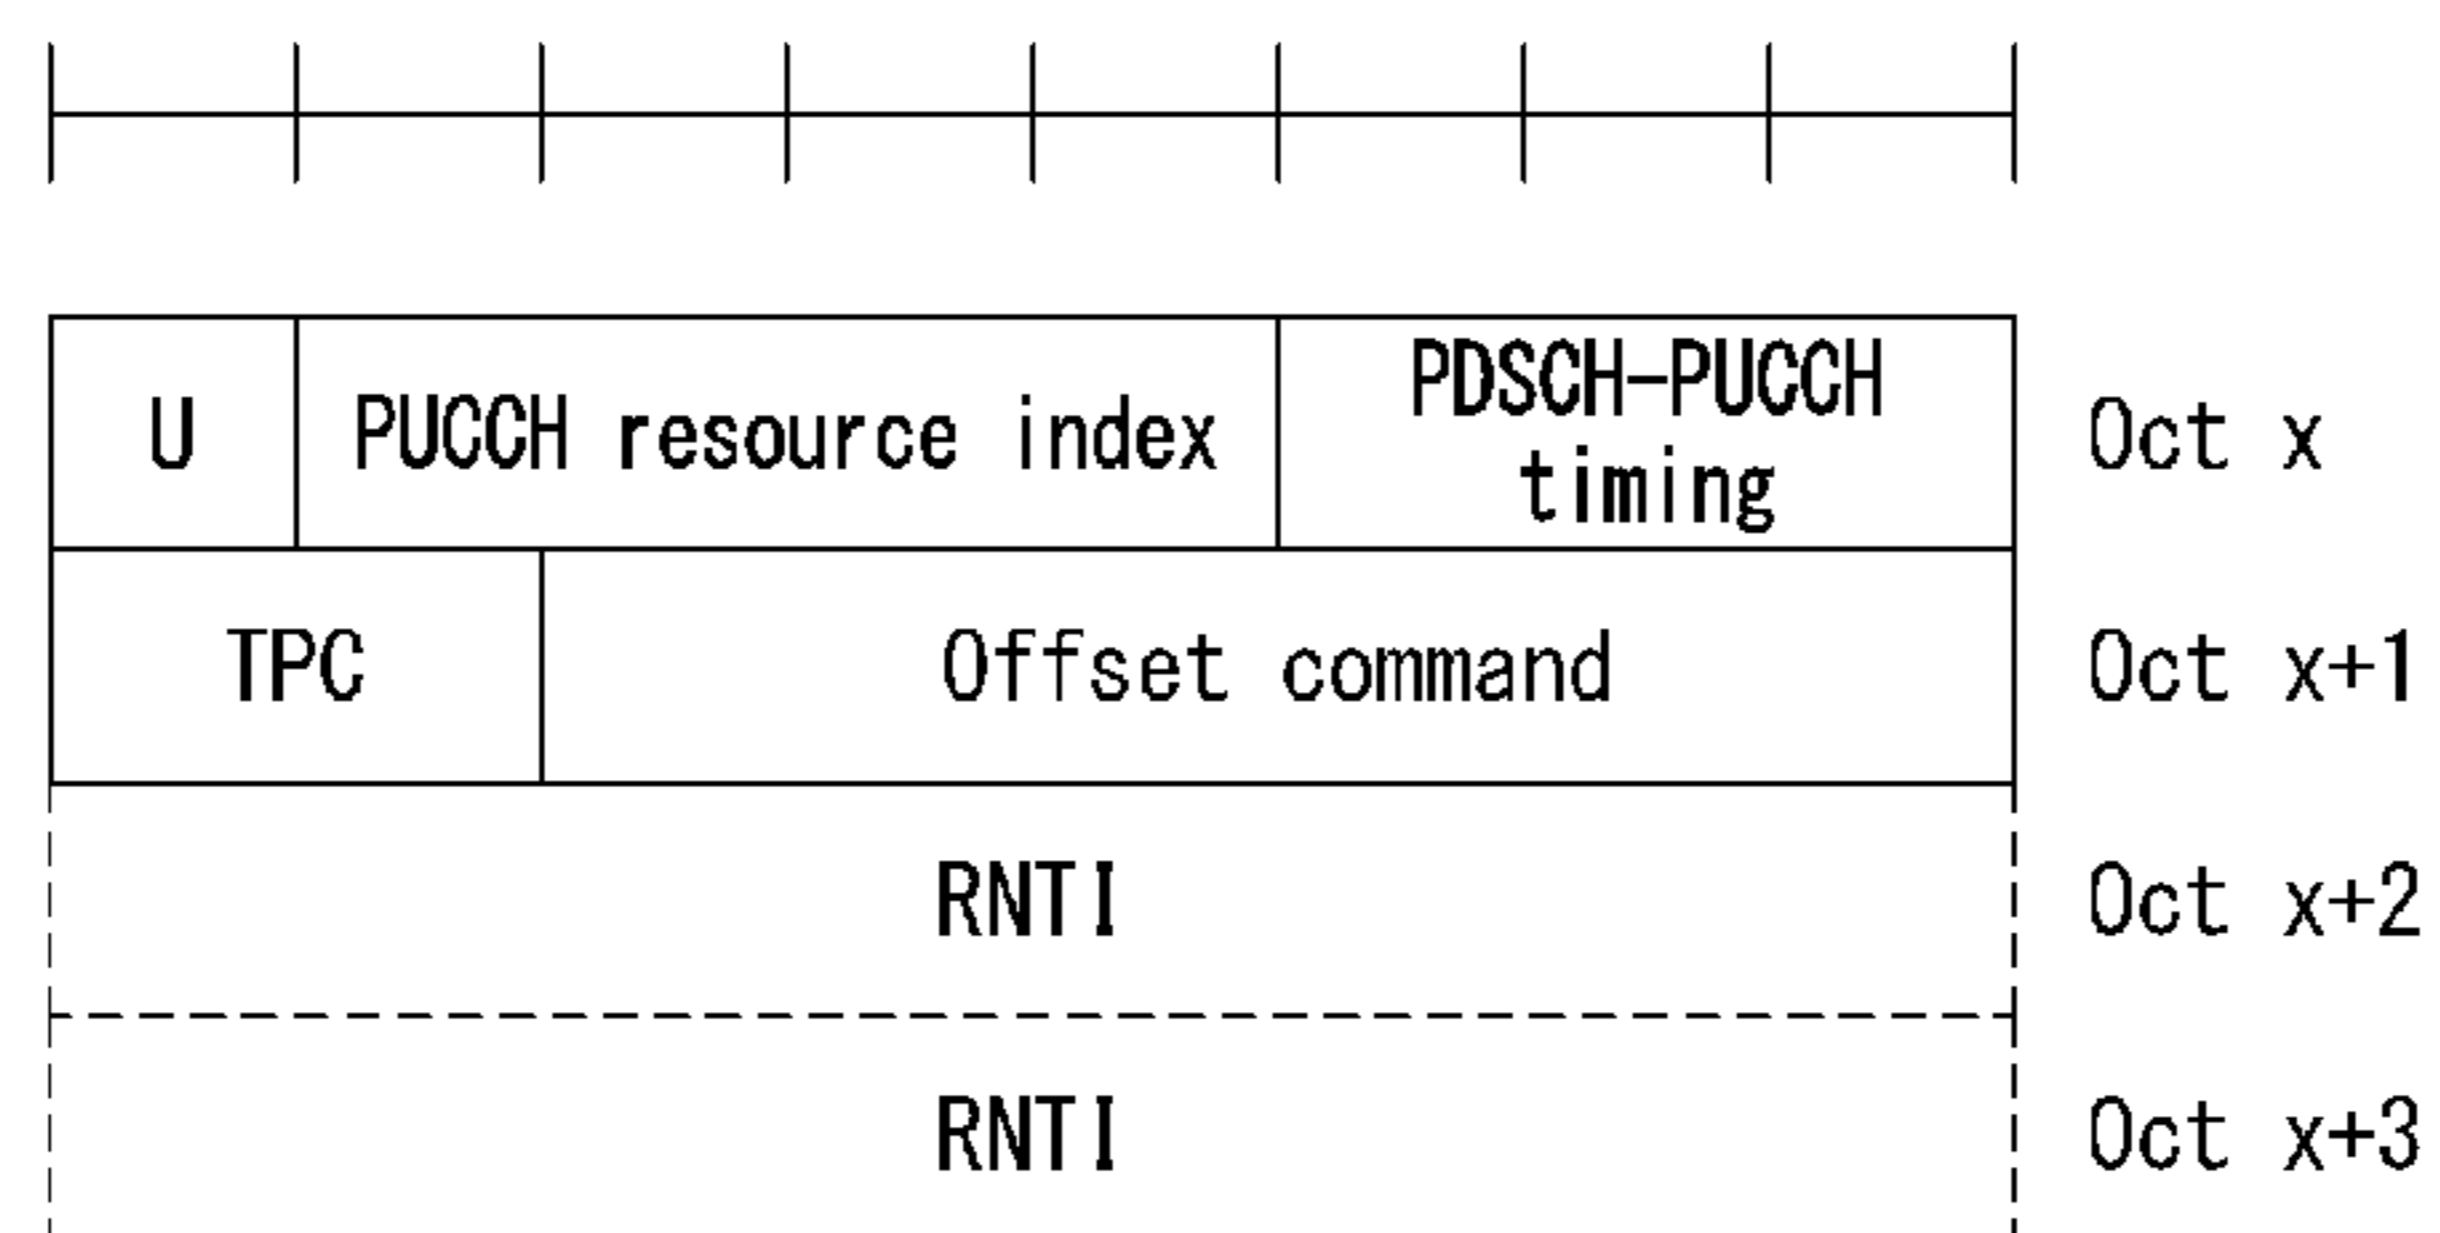 U PUCCH resource index PDSCH-PUCCH timing Oct x
TPC Offset command Oct x+1
RNTI Oct x+2
RNTI Oct x+3